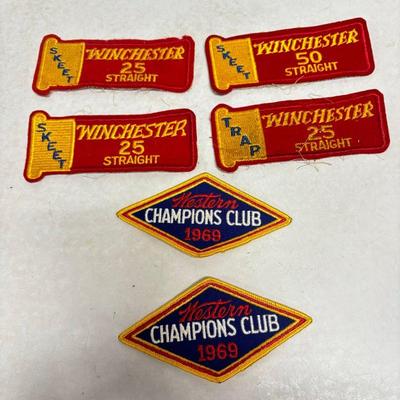 SKEET
WINCHESTER
25
STRAIGHT
SKEET
WINCHESTER
50
STRAIGHT
SKEET
WINCHESTER
25
STRAIGHT
TRAP
WINCHESTER
25
STRAIGHT
Western
CHAMPIONS CLUB
1969
Western
CHAMPIONS CLUB
1969